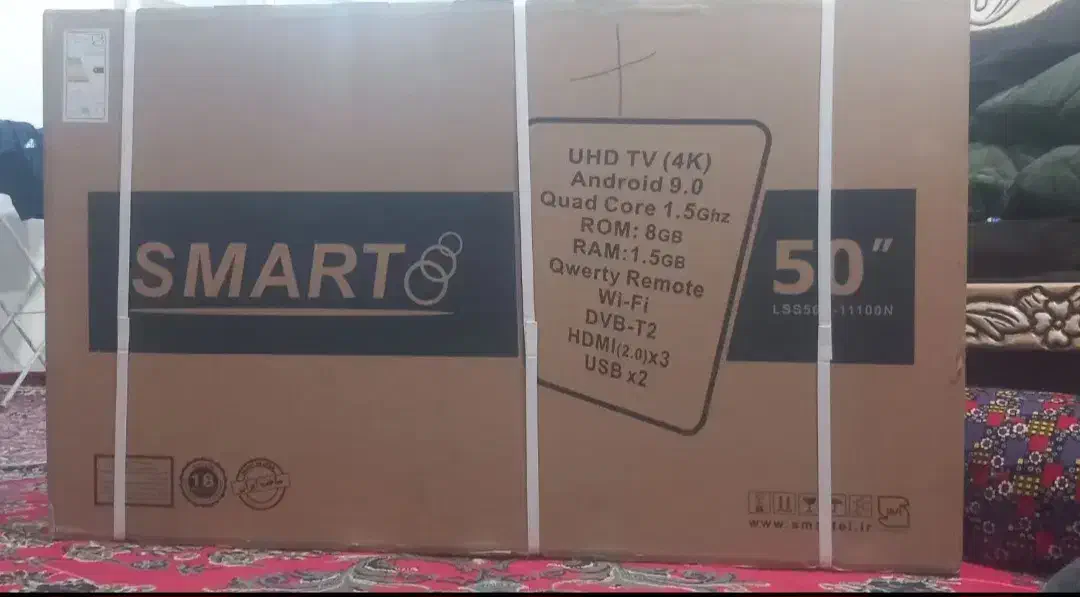 SMART
UHD TV (4K)
Android 9.0
Quad Core 1.5Ghz
ROM: 8GB
RAM:1.5GB
Qwerty Remote
Wi-Fi
DVB-T2
HDMI(2.0)x3
USB x2
50"
18